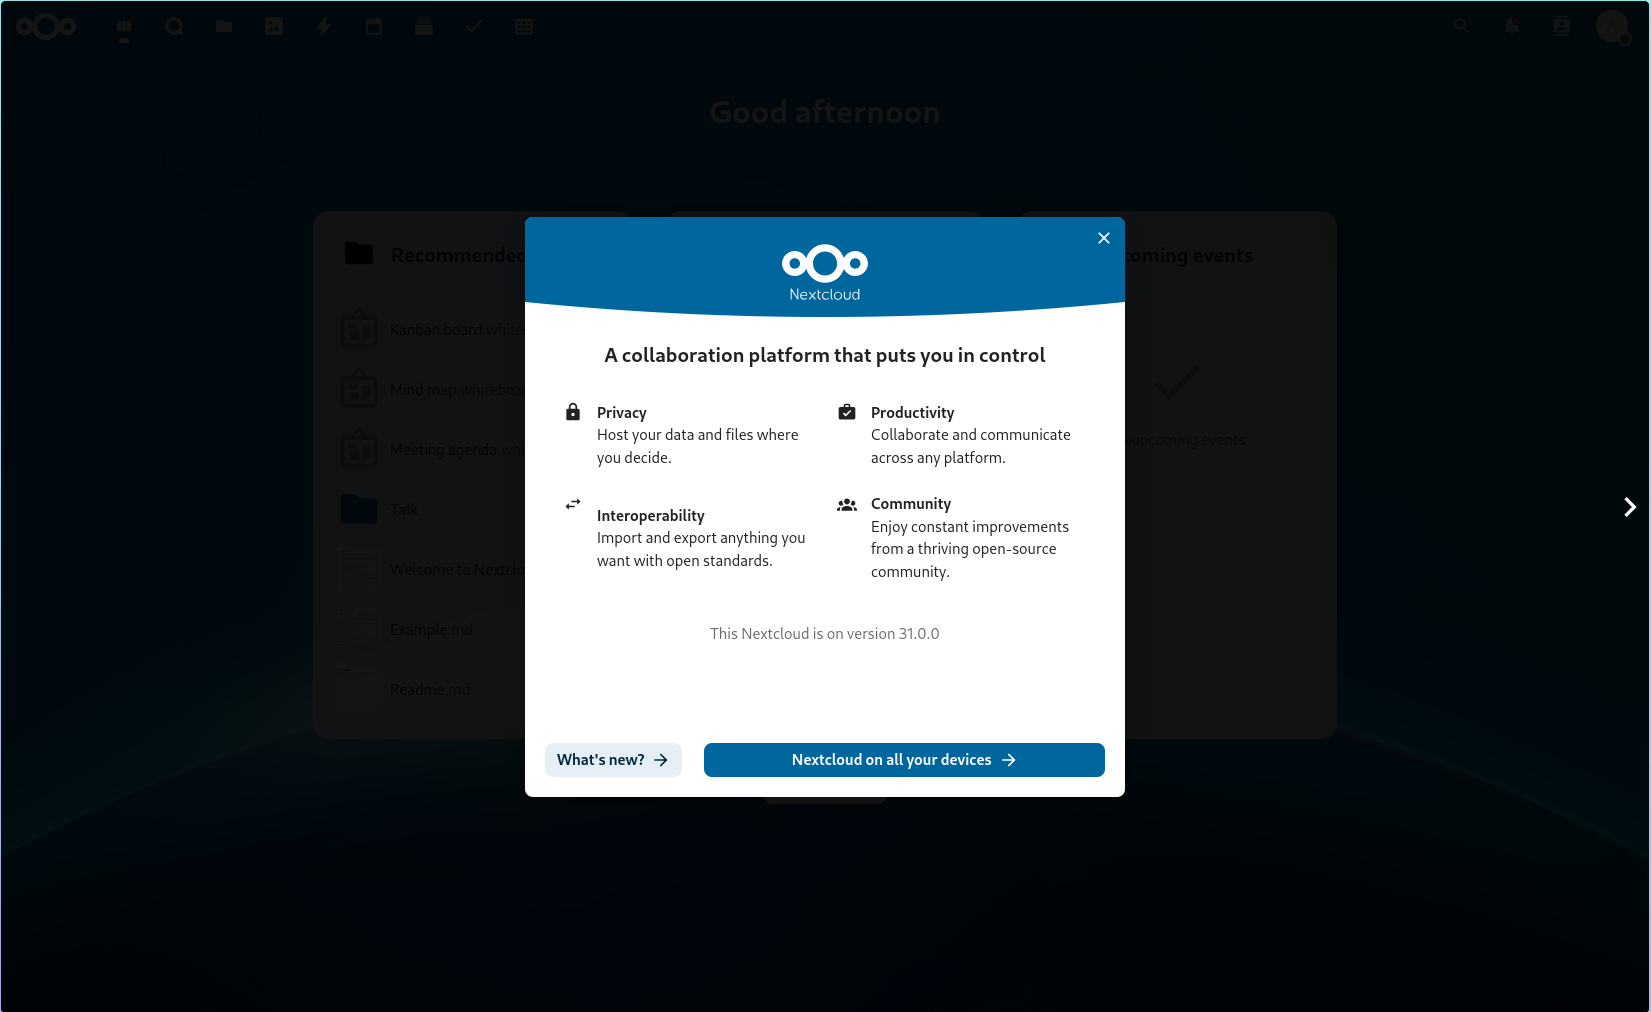 Good afternoon
Recommended
coming events
Kanban board.white
Mind map.whiteboar
Meeting agenda.whi
upcoming events
Talk
Welcome to Nextclo
Example.md
Readme.md
Nextcloud
A collaboration platform that puts you in control
Privacy
Host your data and files where
you decide.
Productivity
Collaborate and communicate
across any platform.
Interoperability
Import and export anything you
want with open standards.
Community
Enjoy constant improvements
from a thriving open-source
community.
This Nextcloud is on version 31.0.0
What's new?
Nextcloud on all your devices